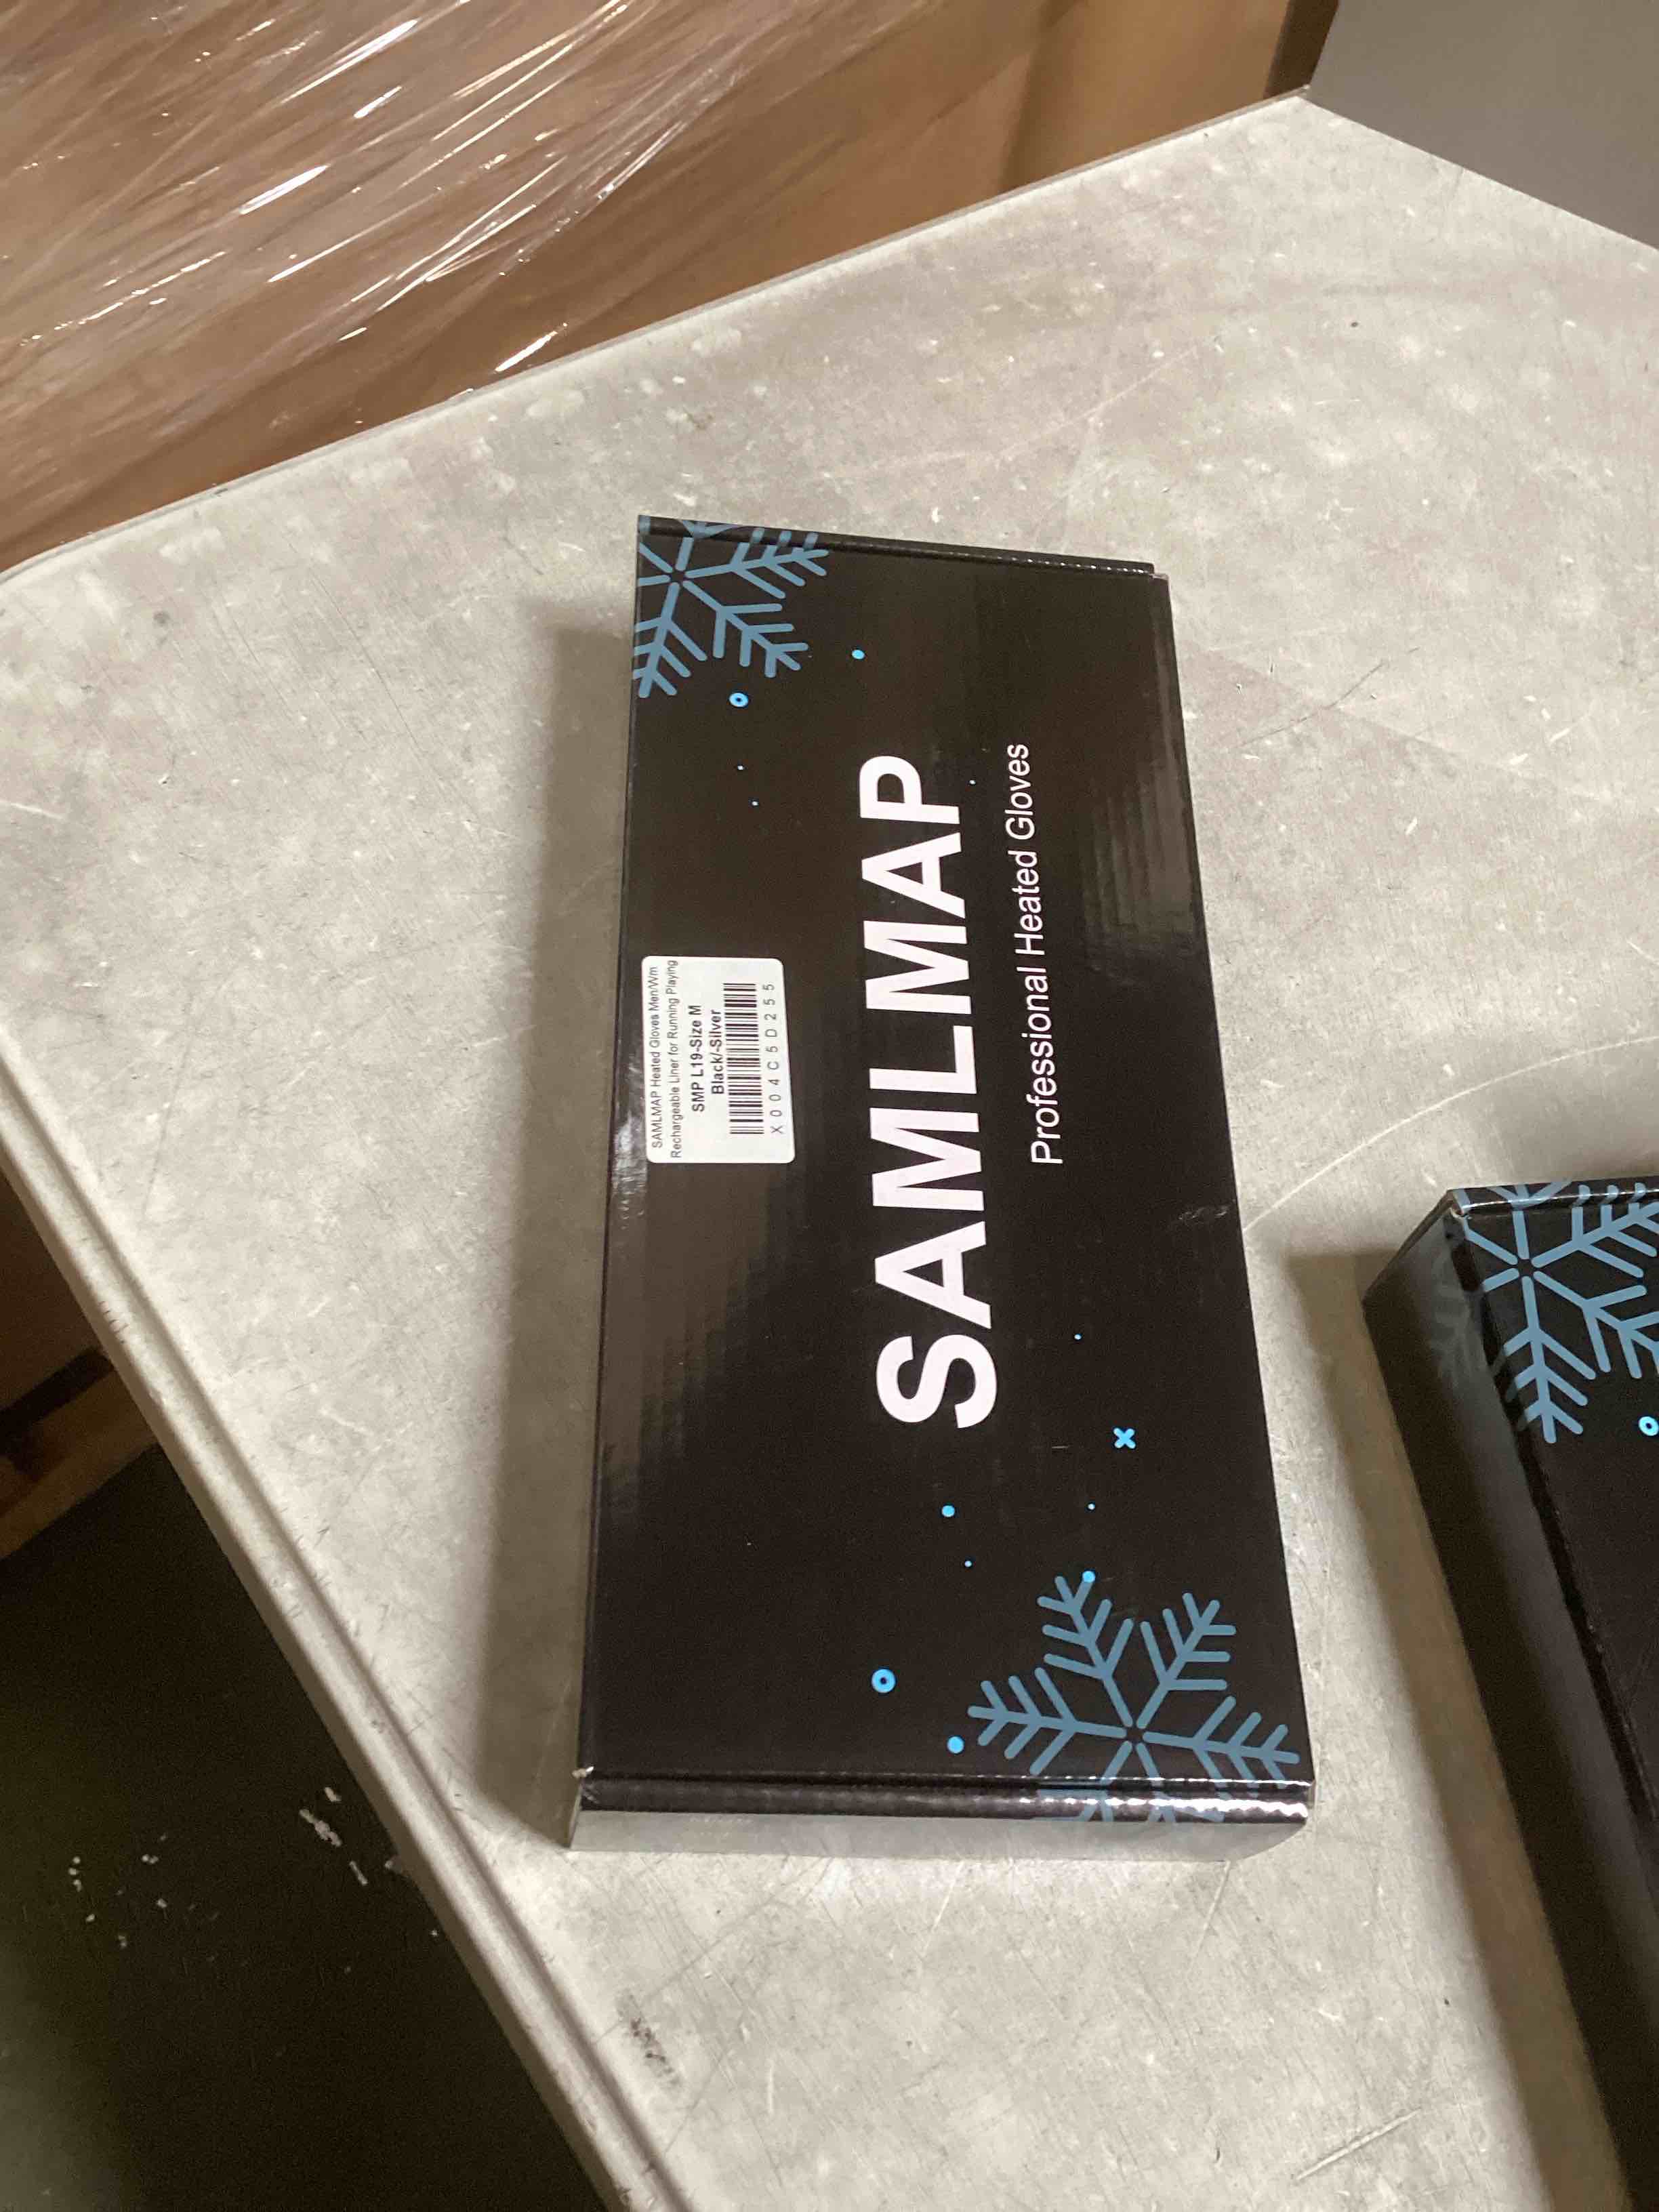 SAMLMAP Heated Gloves Men/Wm
Rechargeable Liner for Running Playing
SMP L19-Size M
Black/-Silver
X004C5D255
SAMLMAP
Professional Heated Gloves